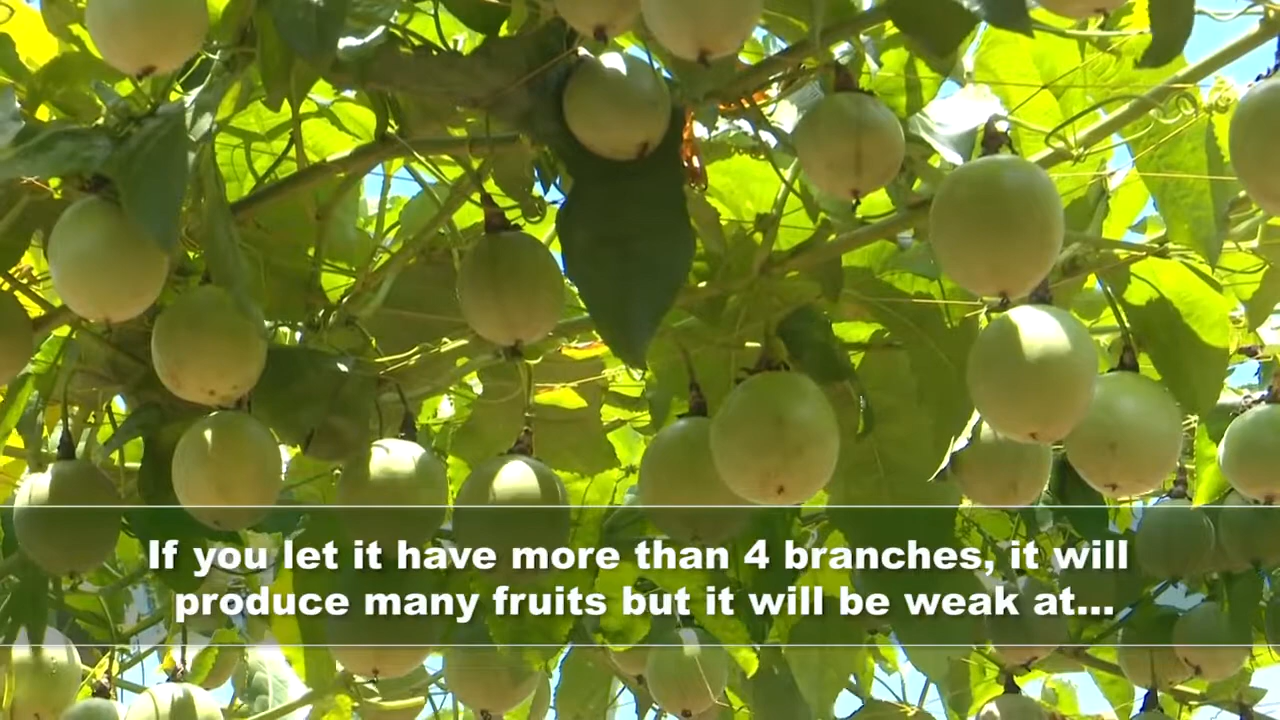 If you let it have more than 4 branches, it will
produce many fruits but it will be weak at...